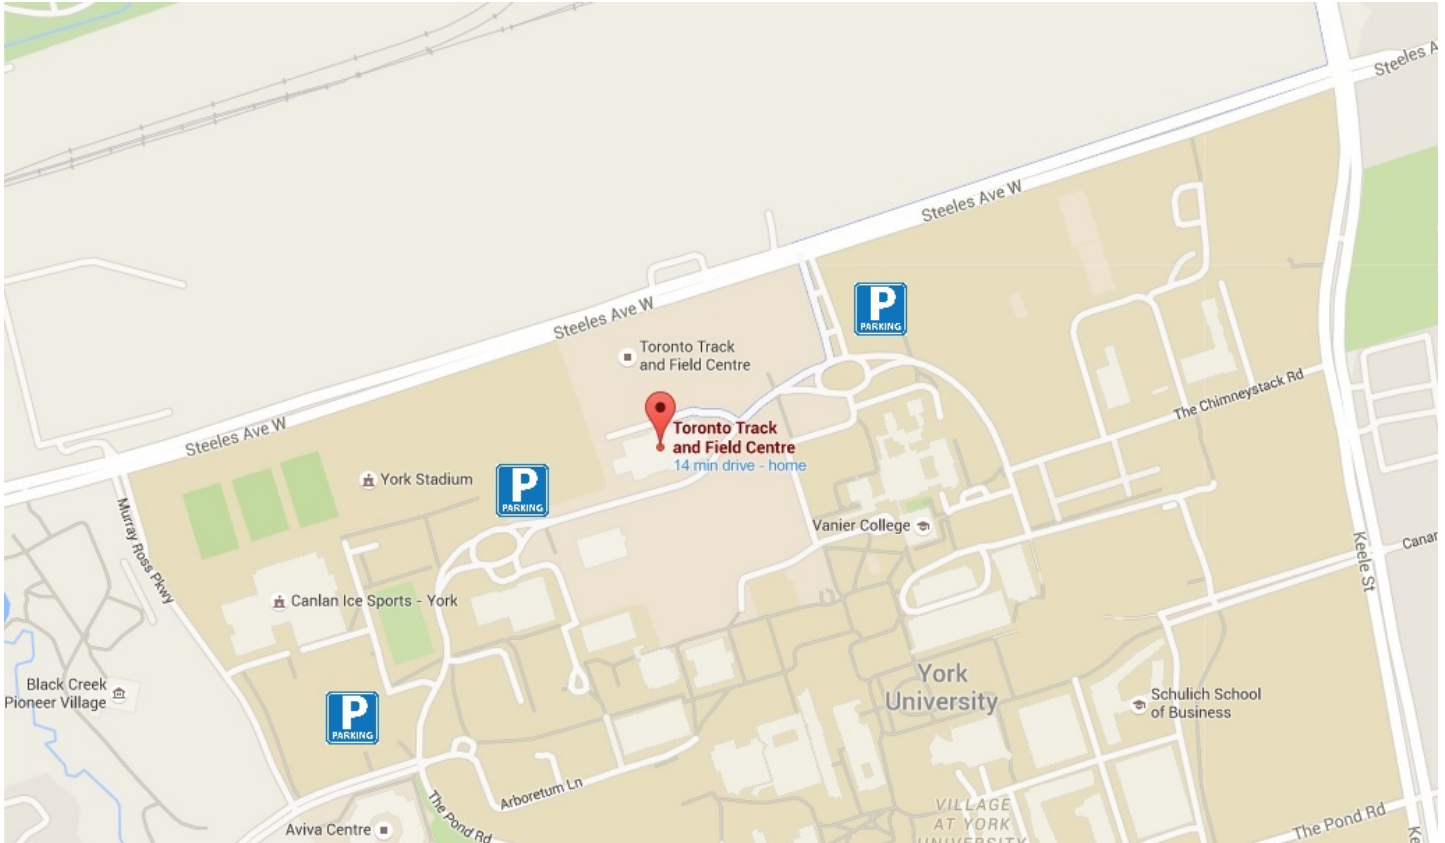 Steeles A
Steeles Ave W
P
PARKING
Steeles Ave W
Toronto Track
and Field Centre
The Chimneystack Rd
Toronto Track
and Field Centre
14 min drive - home
Steeles Ave W
York Stadium
P
PARKING
Murray Ross Pkwy
Vanier College
Keele St
Canar
Canlan Ice Sports - York
Black Creek
Pioneer Village
York
University
Schulich School
of Business
P
PARKING
Arboretum Ln
The Pond Rd
Aviva Centre
VILLAGE
AT YORK
UNIVERSITY
The Pond Rd
Ke